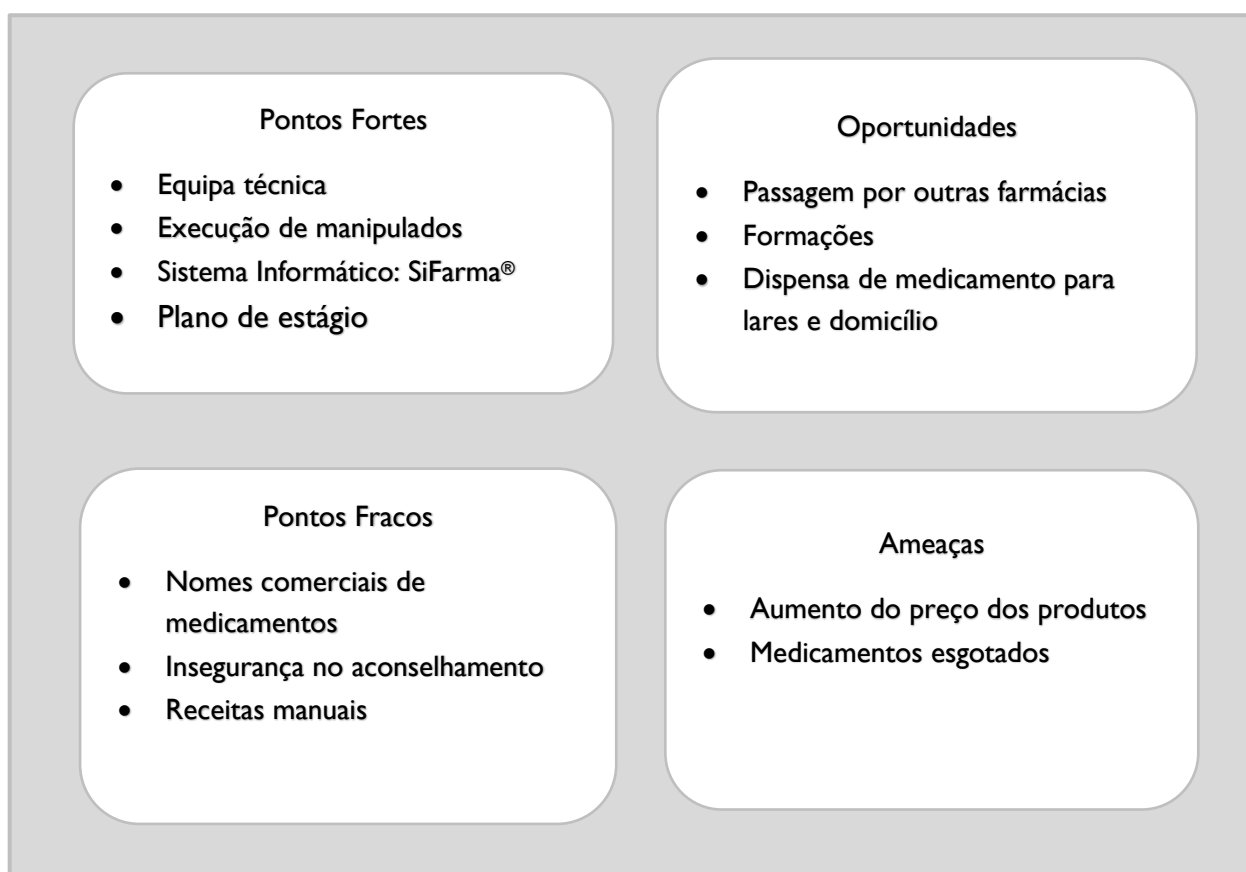 Pontos Fortes
• Equipa técnica
• Execução de manipulados
• Sistema Informático: SiFarma®
• Plano de estágio
Oportunidades
• Passagem por outras farmácias
• Formações
• Dispensa de medicamento para
lares e domicílio
Pontos Fracos
• Nomes comerciais de
medicamentos
• Insegurança no aconselhamento
• Receitas manuais
Ameaças
• Aumento do preço dos produtos
• Medicamentos esgotados